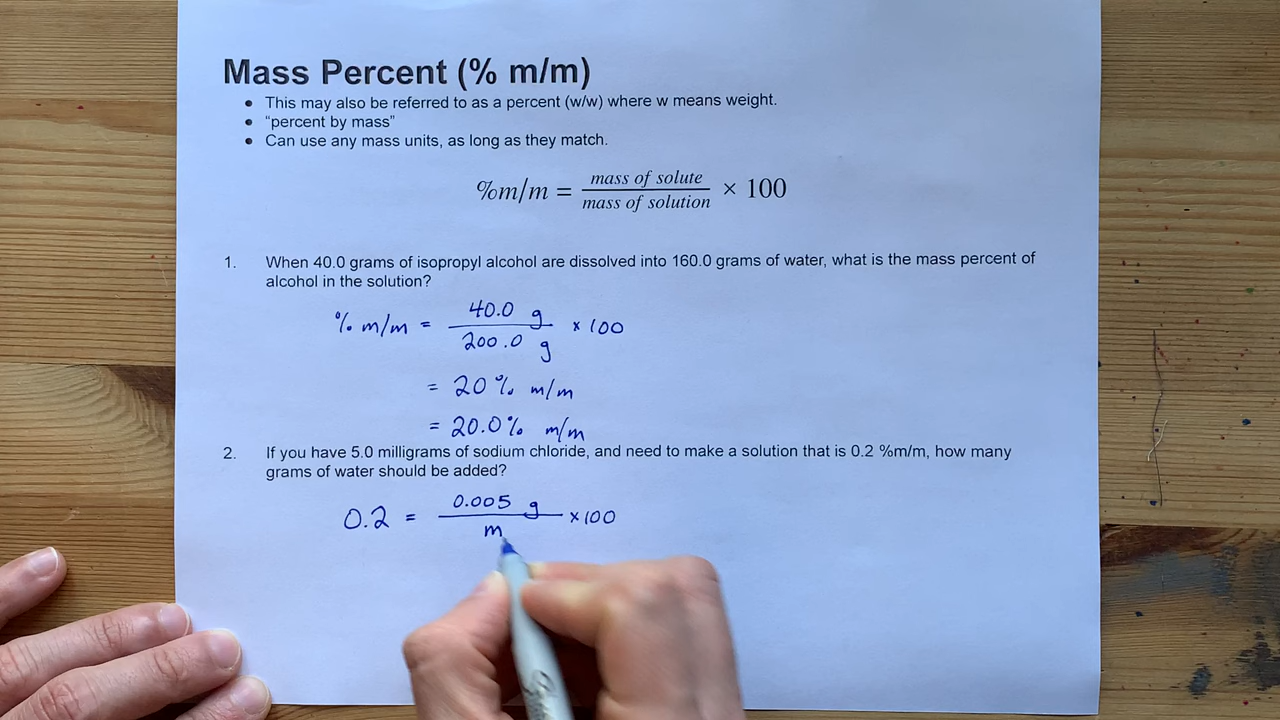 Mass Percent (% m/m)
• This may also be referred to as a percent (w/w) where w means weight.
• “percent by mass”
• Can use any mass units, as long as they match.
%m/m = mass of solute / mass of solution × 100
1. When 40.0 grams of isopropyl alcohol are dissolved into 160.0 grams of water, what is the mass percent of
alcohol in the solution?
% m/m = 40.0 g / 200.0 g × 100
= 20% m/m
= 20.0% m/m
2. If you have 5.0 milligrams of sodium chloride, and need to make a solution that is 0.2 %m/m, how many
grams of water should be added?
0.2 = 0.005 g / m × 100